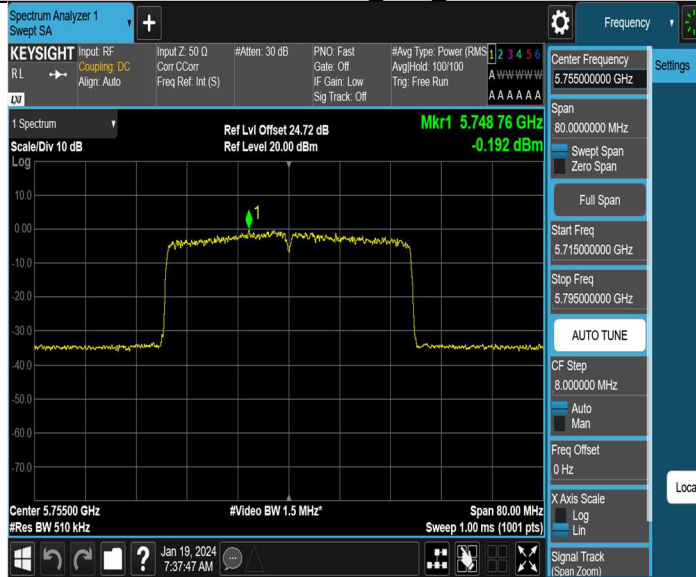 Spectrum Analyzer 1
Swept SA
Frequency
KEYSIGHT
RL
LXI
Input: RF
Coupling: DC
Align: Auto
Input Z: 50 Ω
Corr CCorr
Freq Ref: Int (S)
#Atten: 30 dB
PNO: Fast
Gate: Off
IF Gain: Low
Sig Track: Off
#Avg Type: Power (RMS
Avg|Hold: 100/100
Trig: Free Run
1 2 3 4 5 6
A W W W W W
A A A A A A
1 Spectrum
Scale/Div 10 dB
Log
Ref Lvl Offset 24.72 dB
Ref Level 20.00 dBm
Mkr1 5.748 76 GHz
-0.192 dBm
1
10.0
0.00
-10.0
-20.0
-30.0
-40.0
-50.0
-60.0
-70.0
Center 5.75500 GHz
#Res BW 510 kHz
#Video BW 1.5 MHz*
Span 80.00 MHz
Sweep 1.00 ms (1001 pts)
Center Frequency
5.755000000 GHz
Settings
Span
80.0000000 MHz
Swept Span
Zero Span
Full Span
Start Freq
5.715000000 GHz
Stop Freq
5.795000000 GHz
AUTO TUNE
CF Step
8.000000 MHz
Auto
Man
Freq Offset
0 Hz
X Axis Scale
Log
Lin
Loca
Signal Track
(Span Zoom)
?
Jan 19, 2024
7:37:47 AM